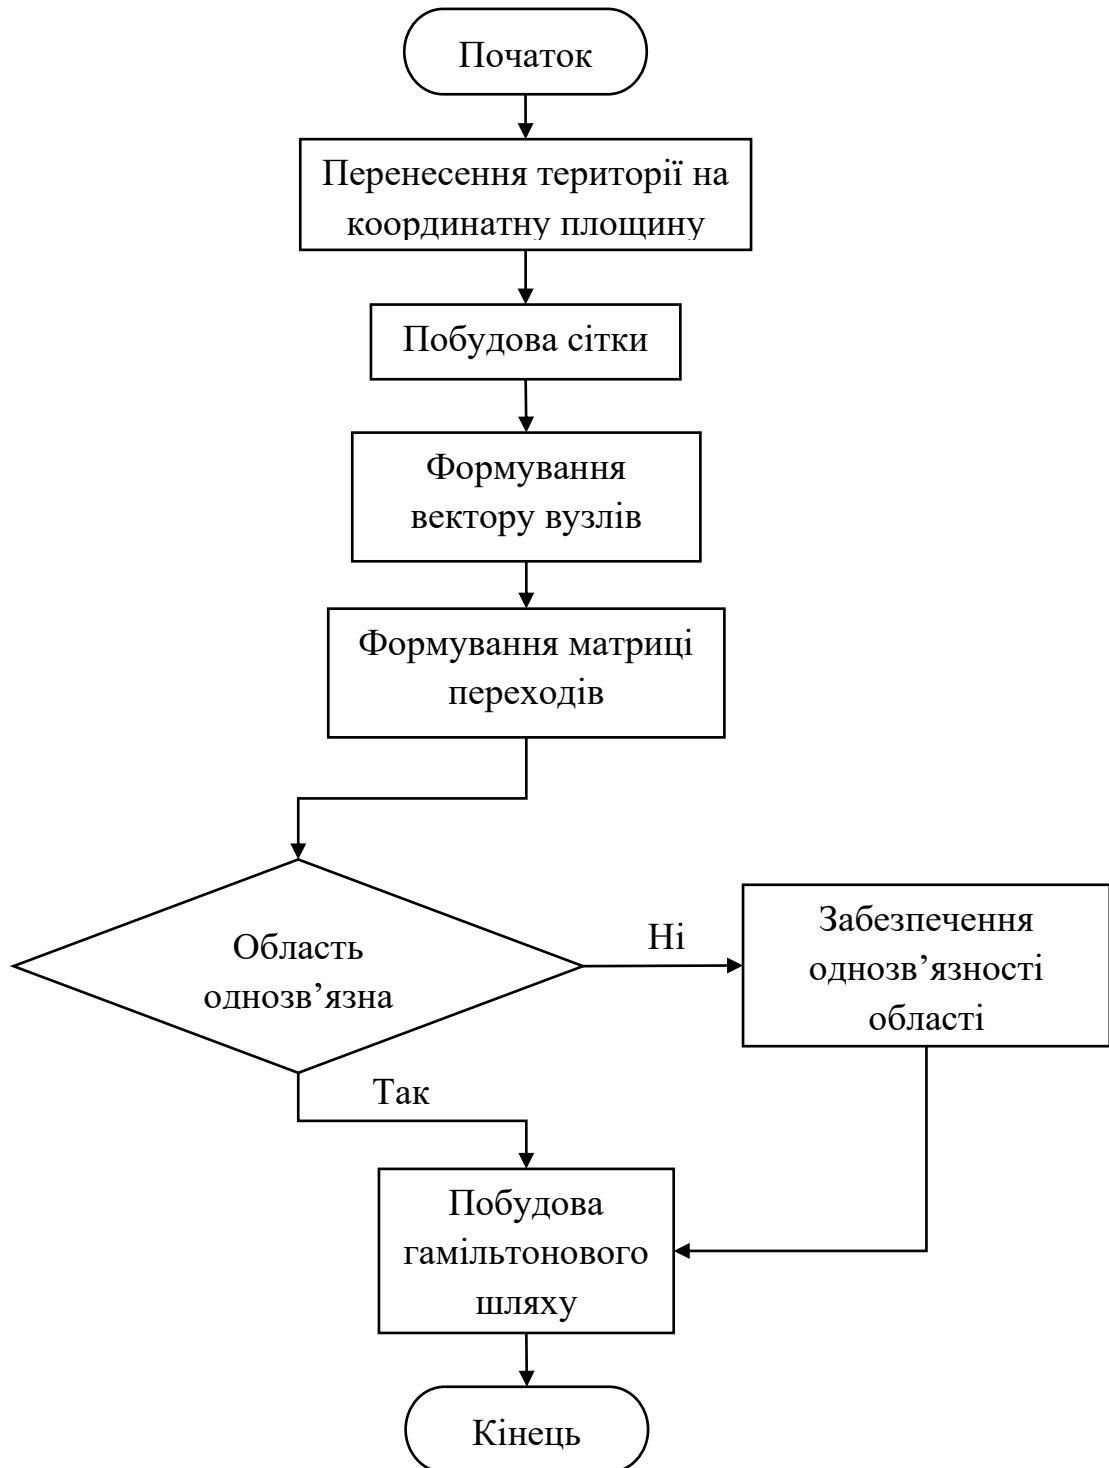 Початок
Перенесення території на
координатну площину
Побудова сітки
Формування
вектору вузлів
Формування матриці
переходів
Область
однозв’язна
Ні
Забезпечення
однозв’язності
області
Так
Побудова
гамільтонового
шляху
Кінець